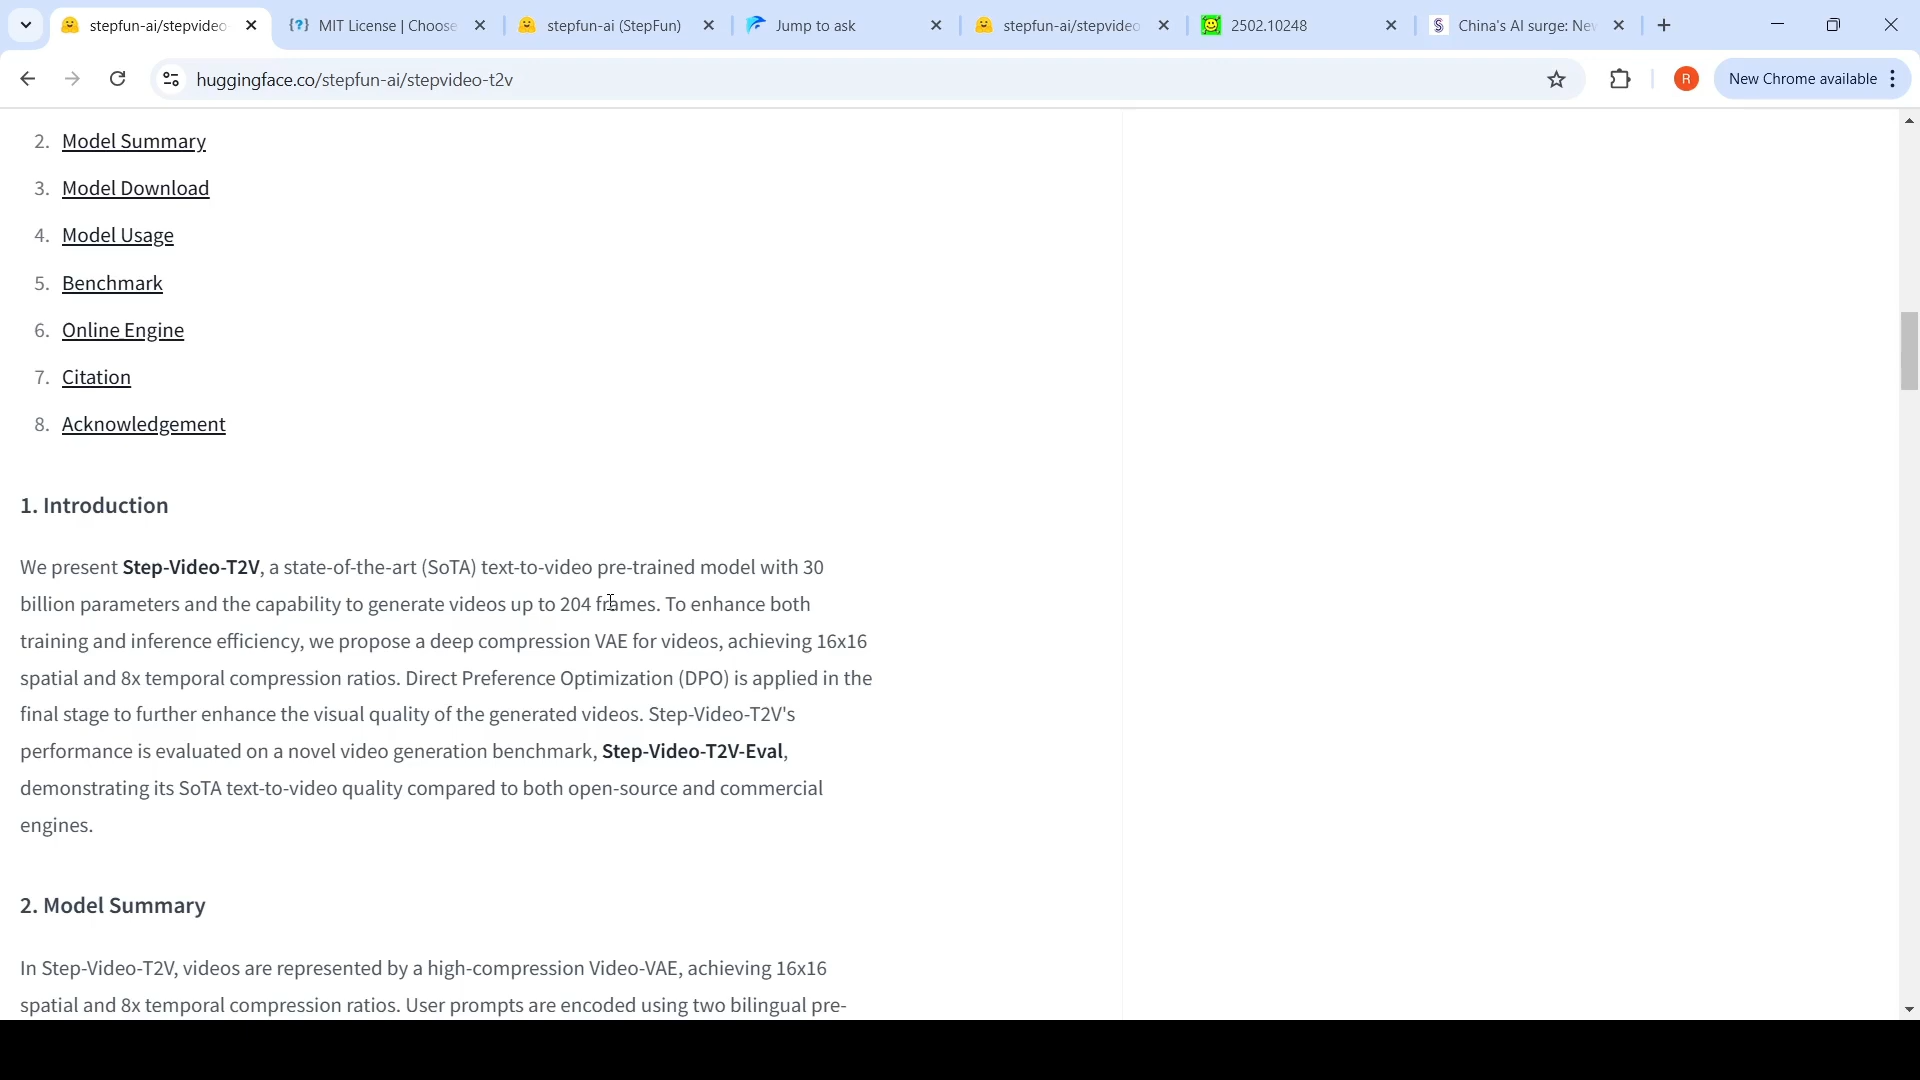 stepfun-ai/stepvideo
MIT License | Choose
stepfun-ai (StepFun)
Jump to ask
stepfun-ai/stepvideo
2502.10248
China's AI surge: Nev
huggingface.co/stepfun-ai/stepvideo-t2v
R
New Chrome available
2. Model Summary
3. Model Download
4. Model Usage
5. Benchmark
6. Online Engine
7. Citation
8. Acknowledgement
1. Introduction
We present Step-Video-T2V, a state-of-the-art (SoTA) text-to-video pre-trained model with 30
billion parameters and the capability to generate videos up to 204 frames. To enhance both
training and inference efficiency, we propose a deep compression VAE for videos, achieving 16x16
spatial and 8x temporal compression ratios. Direct Preference Optimization (DPO) is applied in the
final stage to further enhance the visual quality of the generated videos. Step-Video-T2V's
performance is evaluated on a novel video generation benchmark, Step-Video-T2V-Eval,
demonstrating its SoTA text-to-video quality compared to both open-source and commercial
engines.
2. Model Summary
In Step-Video-T2V, videos are represented by a high-compression Video-VAE, achieving 16x16
spatial and 8x temporal compression ratios. User prompts are encoded using two bilingual pre-